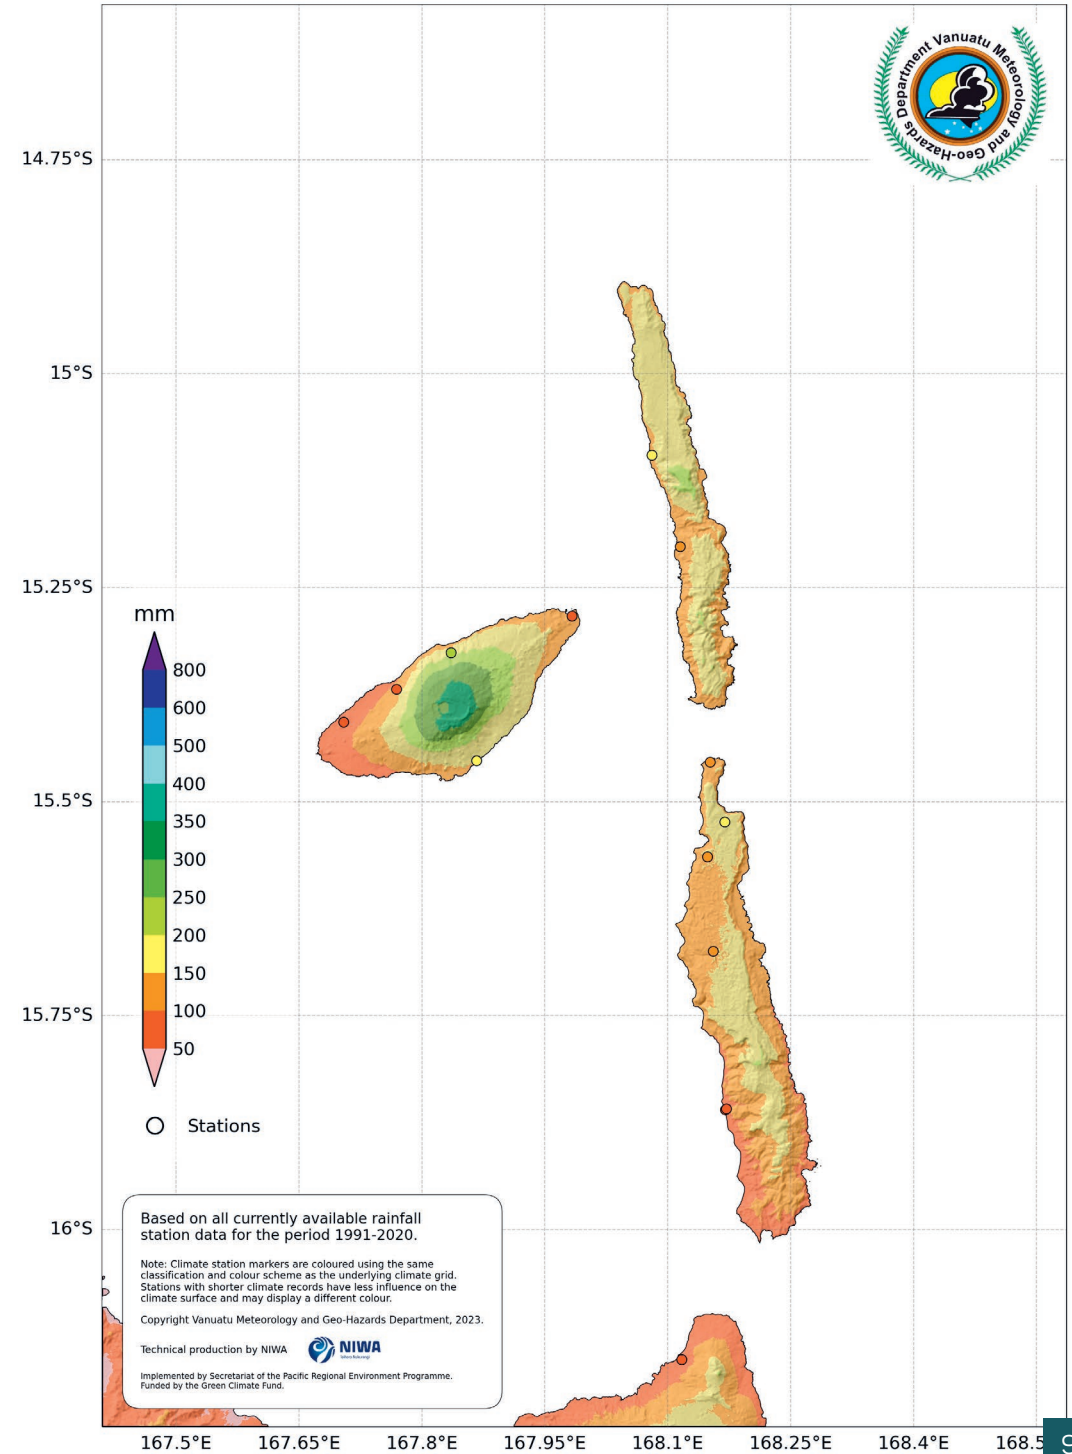 Vanuatu Meteorology and Geo-Hazards Department
14.75°S
15°S
15.25°S
15.5°S
15.75°S
16°S
mm
800
600
500
400
350
300
250
200
150
100
50
Stations
Based on all currently available rainfall
station data for the period 1991-2020.
Note: Climate station markers are coloured using the same
classification and colour scheme as the underlying climate grid.
Stations with shorter climate records have less influence on the
climate surface and may display a different colour.
Copyright Vanuatu Meteorology and Geo-Hazards Department, 2023.
Technical production by NIWA
NIWA
Implemented by Secretariat of the Pacific Regional Environment Programme.
Funded by the Green Climate Fund.
167.5°E 167.65°E 167.8°E 167.95°E 168.1°E 168.25°E 168.4°E 168.5